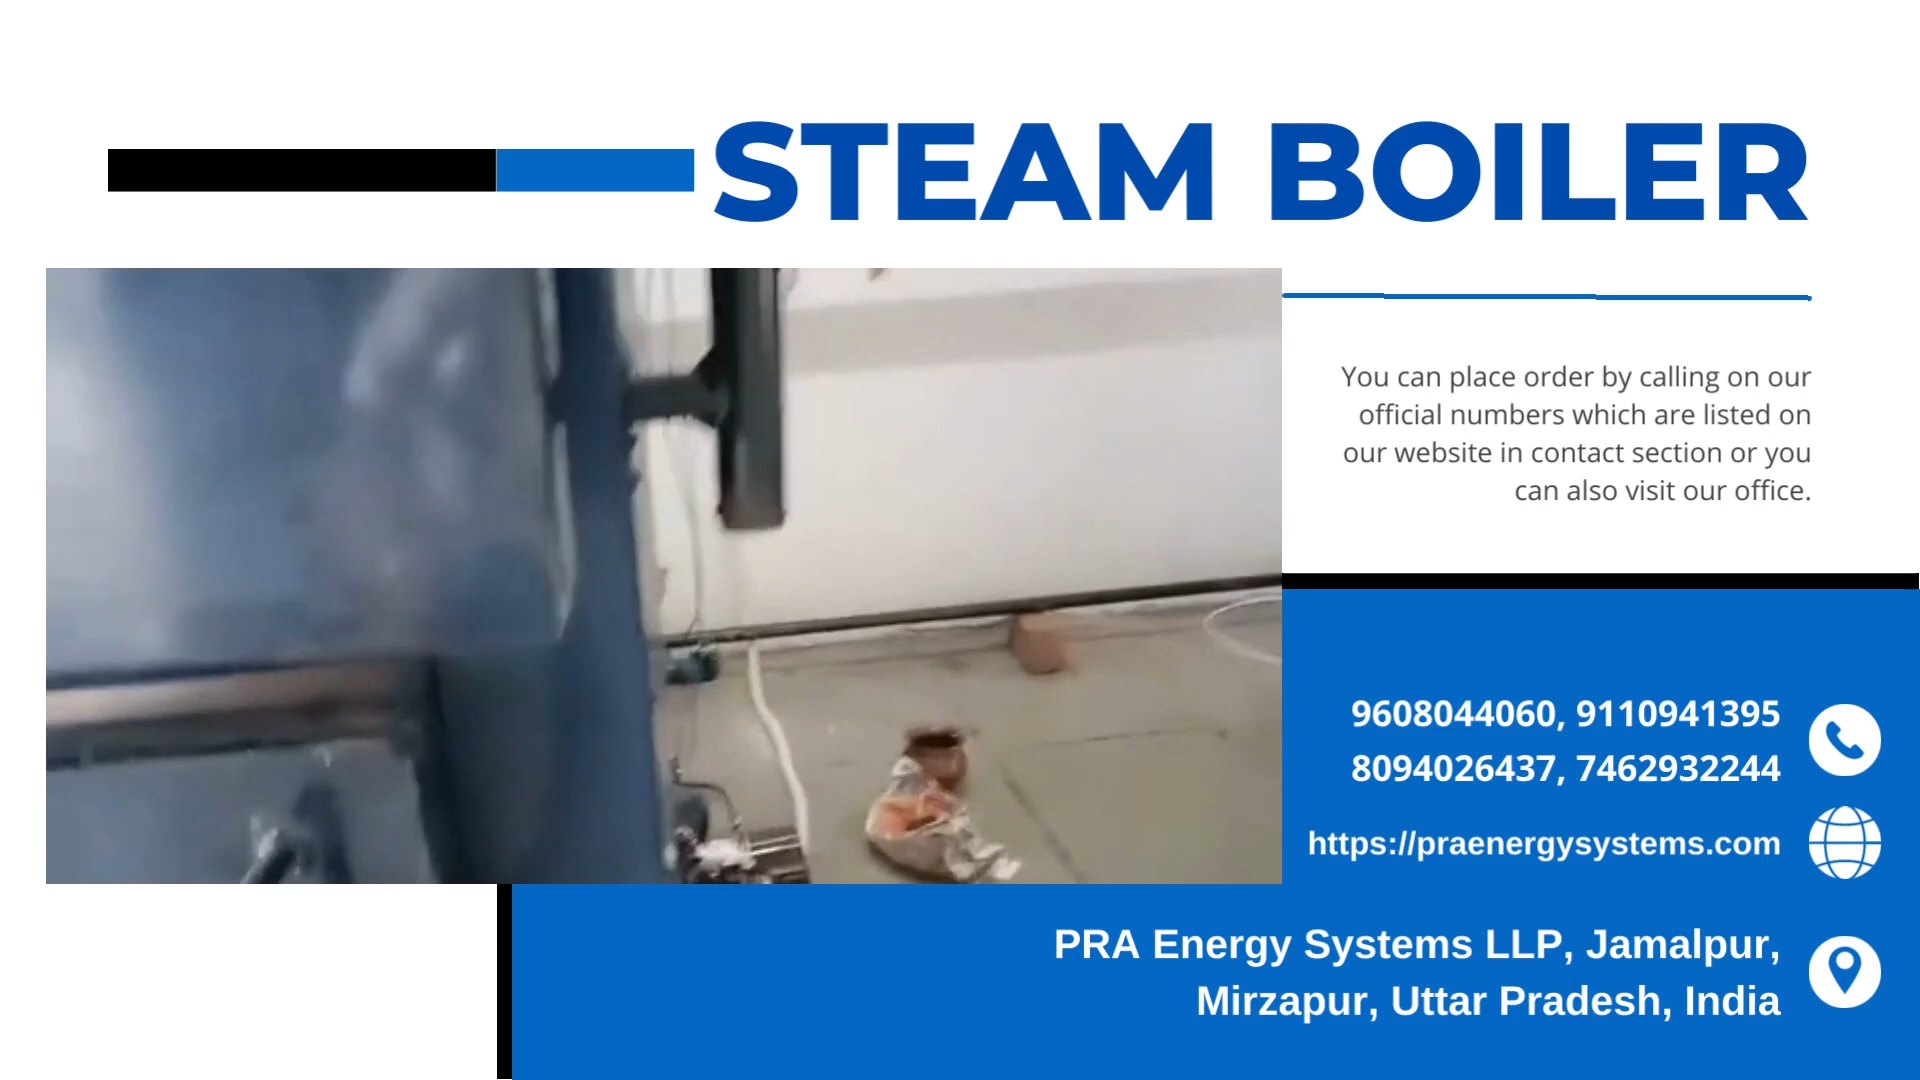 STEAM BOILER
You can place order by calling on our
official numbers which are listed on
our website in contact section or you
can also visit our office.
9608044060, 9110941395
8094026437, 7462932244
https://praenergysystems.com
PRA Energy Systems LLP, Jamalpur,
Mirzapur, Uttar Pradesh, India